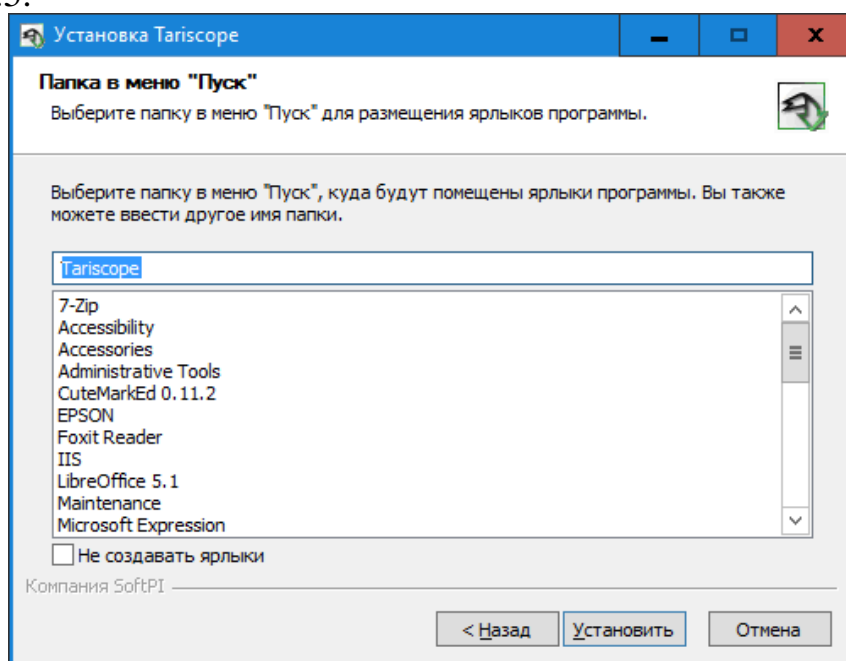 Установка Tariscope
Папка в меню "Пуск"
Выберите папку в меню "Пуск" для размещения ярлыков программы.
Выберите папку в меню "Пуск", куда будут помещены ярлыки программы. Вы также
можете ввести другое имя папки.
Tariscope
7-Zip
Accessibility
Accessories
Administrative Tools
CuteMarkEd 0.11.2
EPSON
Foxit Reader
IIS
LibreOffice 5.1
Maintenance
Microsoft Expression
Не создавать ярлыки
Компания SoftPI
< Назад
Установить
Отмена